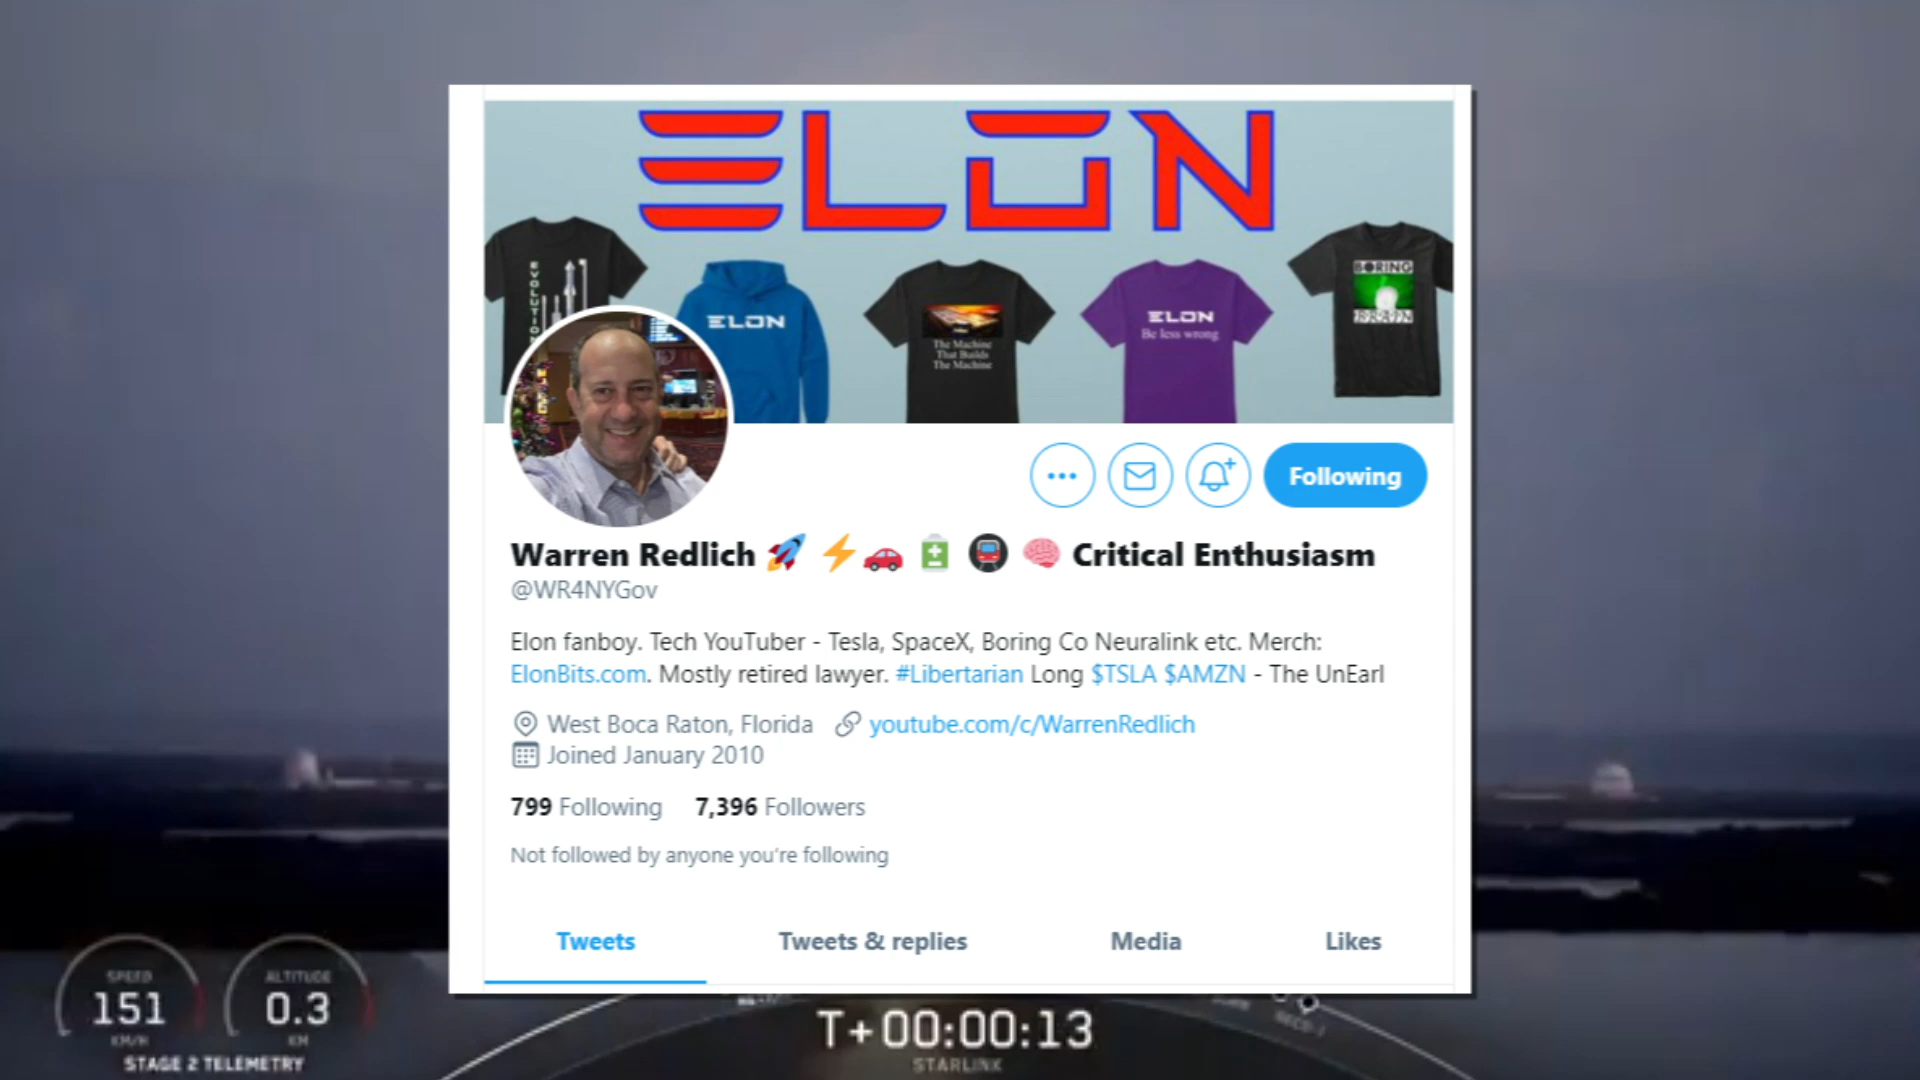 ELON
EVOLUTION
ELON
The Machine
That Builds
The Machine
ELON
Be less wrong
BORING
BRAIN
Following
Warren Redlich 🚀 ⚡🚗 🔋 🚇 🧠 Critical Enthusiasm
@WR4NYGov
Elon fanboy. Tech YouTuber - Tesla, SpaceX, Boring Co Neuralink etc. Merch:
ElonBits.com. Mostly retired lawyer. #Libertarian Long $TSLA $AMZN - The UnEarl
West Boca Raton, Florida youtube.com/c/WarrenRedlich
Joined January 2010
799 Following 7,396 Followers
Not followed by anyone you're following
Tweets Tweets & replies Media Likes
SPEED ALTITUDE
151 0.3
KM/H KM
STAGE 2 TELEMETRY
T+00:00:13
STARLINK